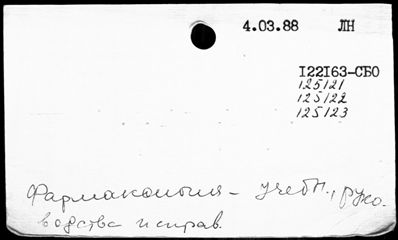 4.03.88 ЛН
I22I63-СБО
125121
125122
125123
Фармакопия - учебн., руко-
водства и справ.